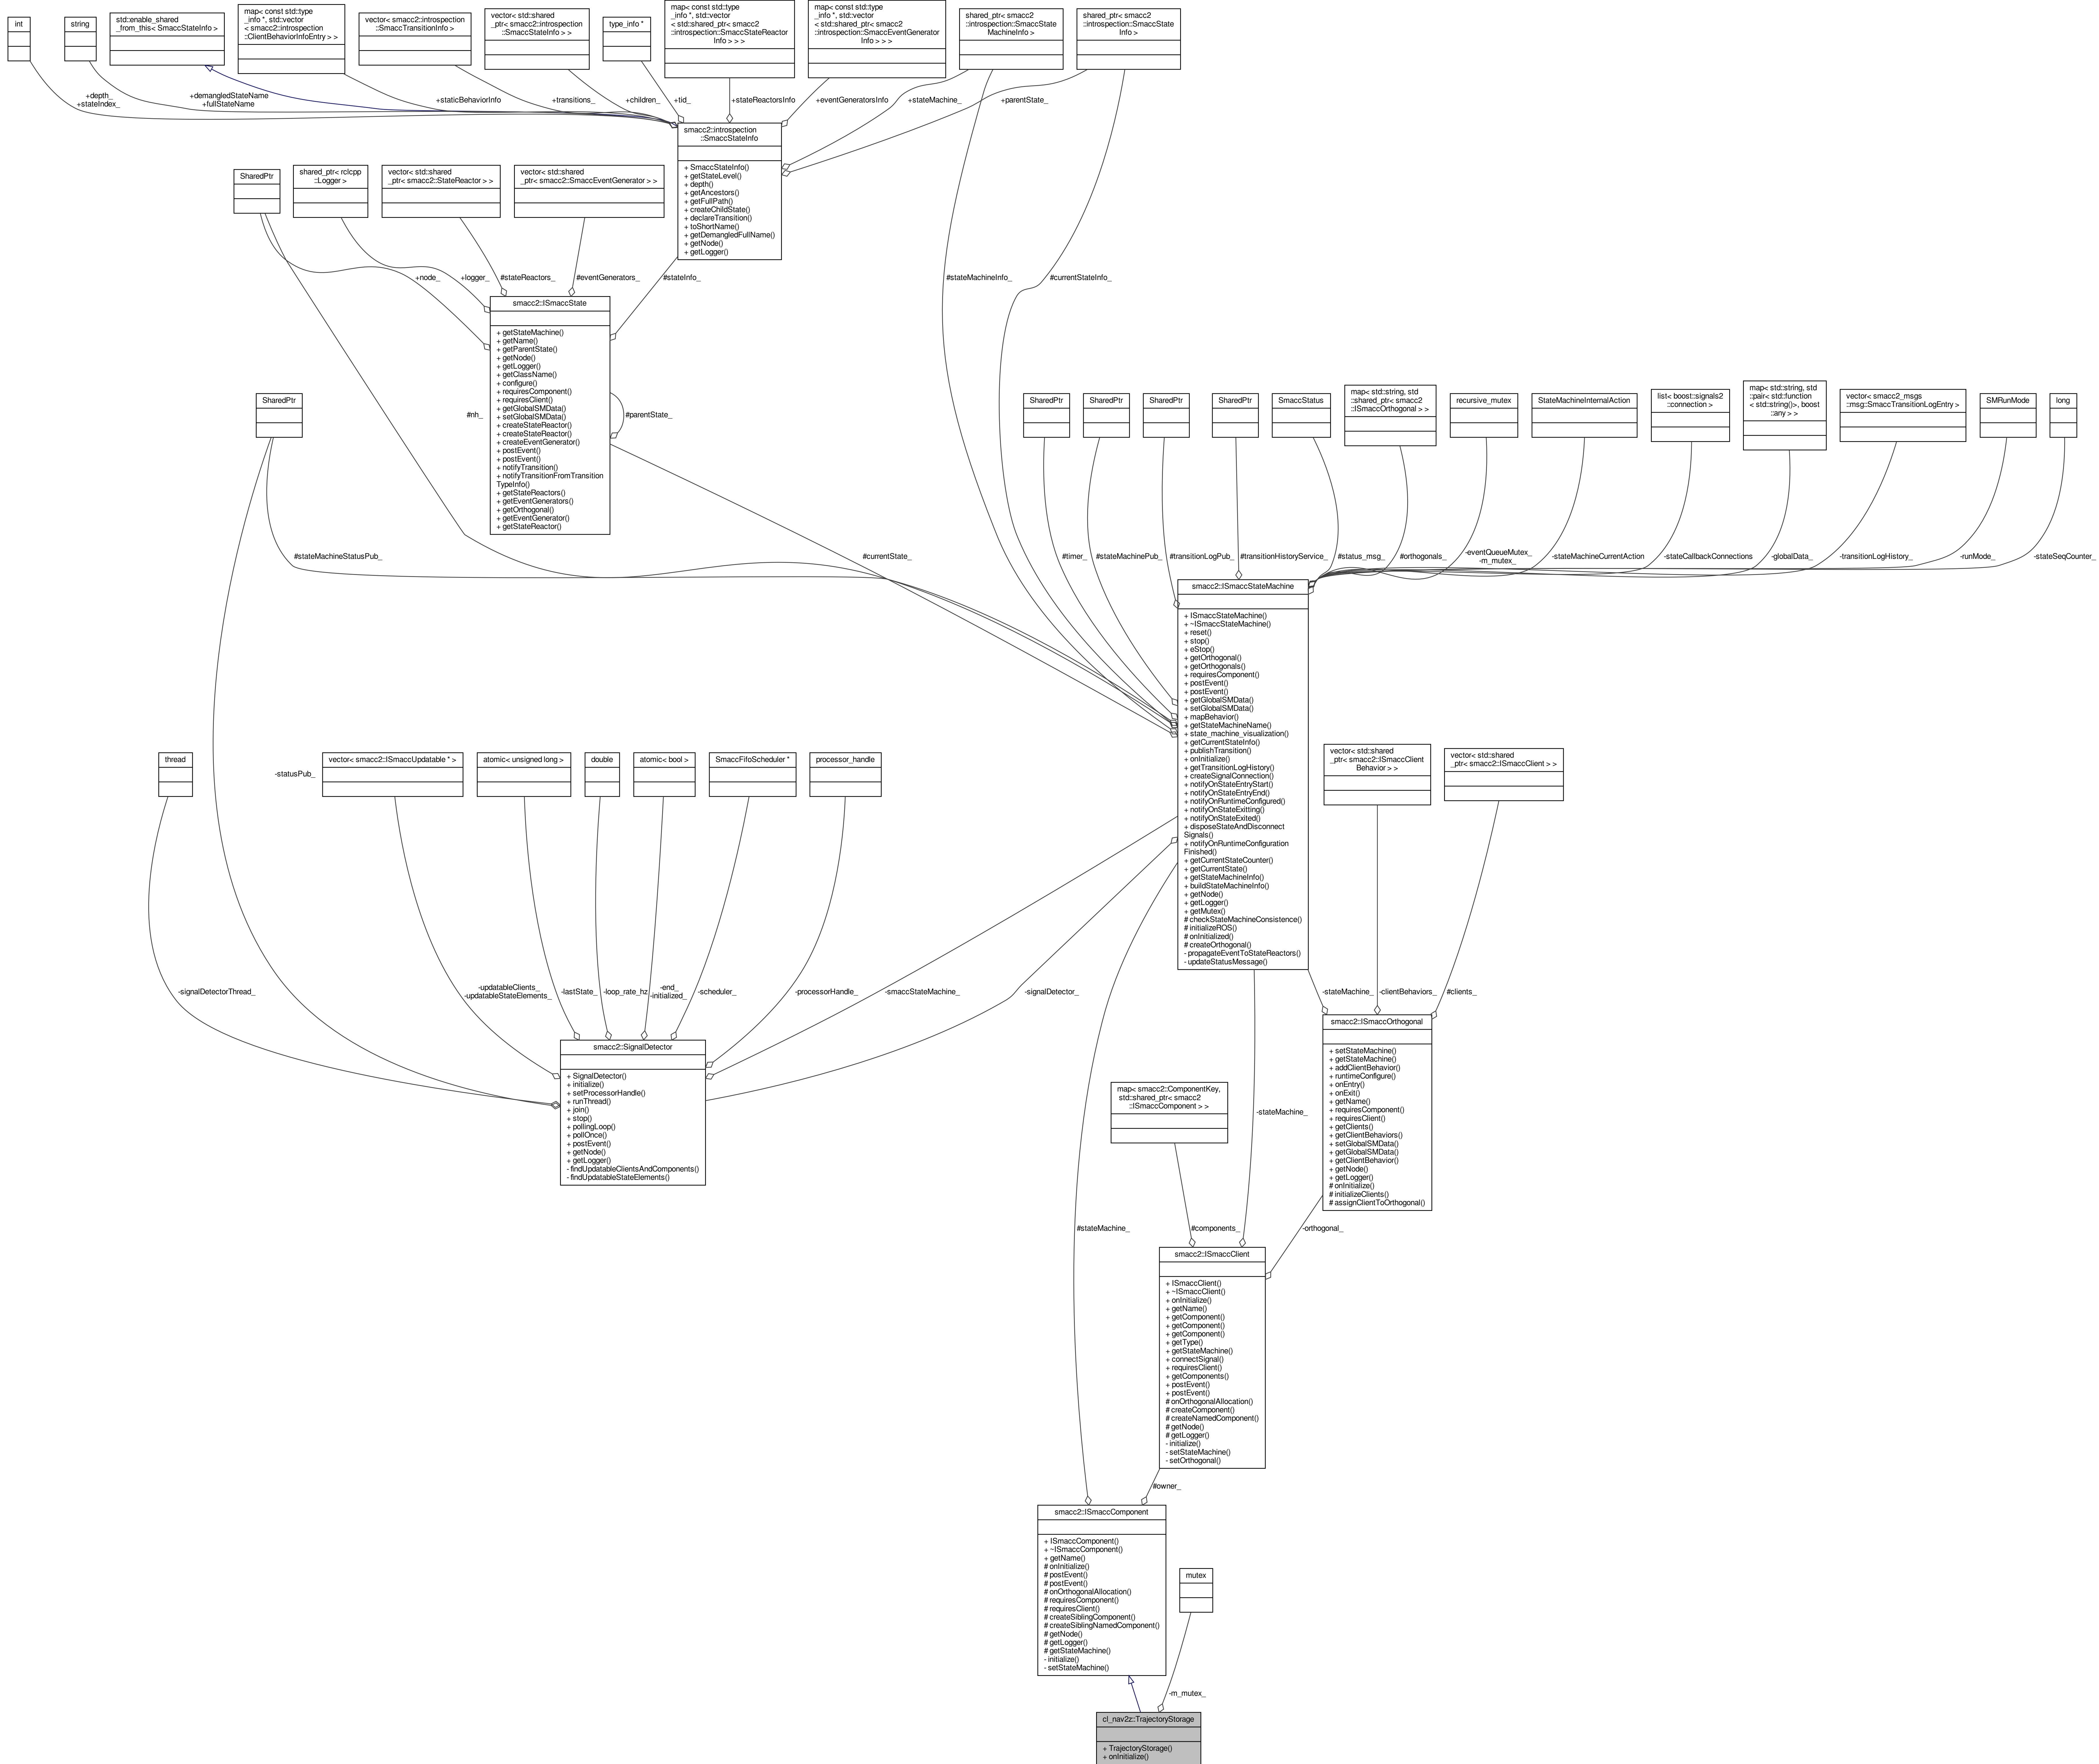 int
string
std::enable_shared
_from_this< SmaccStateInfo >
map< const std::type
_info *, std::vector
< smacc2::introspection
::ClientBehaviorInfoEntry > >
vector< smacc2::introspection
::SmaccTransitionInfo >
vector< std::shared
_ptr< smacc2::introspection
::SmaccStateInfo > >
type_info *
map< const std::type
_info *, std::vector
< std::shared_ptr< smacc2
::introspection::SmaccStateReactor
Info > > >
map< const std::type
_info *, std::vector
< std::shared_ptr< smacc2
::introspection::SmaccEventGenerator
Info > > >
shared_ptr< smacc2
::introspection::SmaccState
MachineInfo >
shared_ptr< smacc2
::introspection::SmaccState
Info >
+depth_
+stateIndex_
+demangledStateName
+fullStateName
+staticBehaviorInfo
+transitions_
+children_
+tid_
+stateReactorsInfo
+eventGeneratorsInfo
+stateMachine_
+parentState_
smacc2::introspection
::SmaccStateInfo
+ SmaccStateInfo()
+ getStateLevel()
+ depth()
+ getAncestors()
+ getFullPath()
+ createChildState()
+ declareTransition()
+ toShortName()
+ getDemangledFullName()
+ getNode()
+ getLogger()
SharedPtr
shared_ptr< rclcpp
::Logger >
vector< std::shared
_ptr< smacc2::StateReactor > >
vector< std::shared
_ptr< smacc2::SmaccEventGenerator > >
+node_
+logger_
#stateReactors_
#eventGenerators_
#stateInfo_
#stateMachineInfo_
#currentStateInfo_
smacc2::ISmaccState
+ getStateMachine()
+ getName()
+ getParentState()
+ getNode()
+ getLogger()
+ getClassName()
+ configure()
+ requiresComponent()
+ requiresClient()
+ getGlobalSMData()
+ setGlobalSMData()
+ createStateReactor()
+ createStateReactor()
+ createEventGenerator()
+ postEvent()
+ postEvent()
+ notifyTransition()
+ notifyTransitionFromTransition
TypeInfo()
+ getStateReactors()
+ getEventGenerators()
+ getOrthogonal()
+ getEventGenerator()
+ getStateReactor()
#nh_
#parentState_
SharedPtr
SharedPtr
SharedPtr
SharedPtr
SharedPtr
SmaccStatus
map< std::string, std
::shared_ptr< smacc2
::ISmaccOrthogonal > >
recursive_mutex
StateMachineInternalAction
list< boost::signals2
::connection >
map< std::string, std
::pair< std::function
< std::string()>, boost
::any > >
vector< smacc2_msgs
::msg::SmaccTransitionLogEntry >
SMRunMode
long
#stateMachineStatusPub_
#currentState_
#timer_
#stateMachinePub_
#transitionLogPub_
#transitionHistoryService_
#status_msg_
#orthogonals_
-eventQueueMutex_
-m_mutex_
-stateMachineCurrentAction
-stateCallbackConnections
-globalData_
-transitionLogHistory_
-runMode_
-stateSeqCounter_
smacc2::ISmaccStateMachine
+ ISmaccStateMachine()
+ ~ISmaccStateMachine()
+ reset()
+ stop()
+ eStop()
+ getOrthogonal()
+ getOrthogonals()
+ requiresComponent()
+ postEvent()
+ postEvent()
+ getGlobalSMData()
+ setGlobalSMData()
+ mapBehavior()
+ getStateMachineName()
+ state_machine_visualization()
+ getCurrentStateInfo()
+ publishTransition()
+ onInitialize()
+ getTransitionLogHistory()
+ createSignalConnection()
+ notifyOnStateEntryStart()
+ notifyOnStateEntryEnd()
+ notifyOnRuntimeConfigured()
+ notifyOnStateExitting()
+ notifyOnStateExited()
+ disposeStateAndDisconnect
Signals()
+ notifyOnRuntimeConfiguration
Finished()
+ getCurrentStateCounter()
+ getCurrentState()
+ getStateMachineInfo()
+ buildStateMachineInfo()
+ getNode()
+ getLogger()
+ getMutex()
# checkStateMachineConsistence()
# initializeROS()
# onInitialized()
# createOrthogonal()
- propagateEventToStateReactors()
- updateStatusMessage()
thread
-statusPub_
vector< smacc2::ISmaccUpdatable * >
atomic< unsigned long >
double
atomic< bool >
SmaccFifoScheduler *
processor_handle
vector< std::shared
_ptr< smacc2::ISmaccClient
Behavior > >
vector< std::shared
_ptr< smacc2::ISmaccClient > >
-signalDetectorThread_
-updatableClients_
-updatableStateElements_
-lastState_
-loop_rate_hz
-end_
-initialized_
-scheduler_
-processorHandle_
-smaccStateMachine_
-signalDetector_
-stateMachine_
-clientBehaviors_
#clients_
smacc2::SignalDetector
+ SignalDetector()
+ initialize()
+ setProcessorHandle()
+ runThread()
+ join()
+ stop()
+ pollingLoop()
+ pollOnce()
+ postEvent()
+ getNode()
+ getLogger()
- findUpdatableClientsAndComponents()
- findUpdatableStateElements()
smacc2::ISmaccOrthogonal
+ setStateMachine()
+ getStateMachine()
+ addClientBehavior()
+ runtimeConfigure()
+ onEntry()
+ onExit()
+ getName()
+ requiresComponent()
+ requiresClient()
+ getClients()
+ getClientBehaviors()
+ setGlobalSMData()
+ getGlobalSMData()
+ getClientBehavior()
+ getNode()
+ getLogger()
# onInitialize()
# initializeClients()
# assignClientToOrthogonal()
map< smacc2::ComponentKey,
std::shared_ptr< smacc2
::ISmaccComponent > >
-stateMachine_
#stateMachine_
#components_
-orthogonal_
smacc2::ISmaccClient
+ ISmaccClient()
+ ~ISmaccClient()
+ onInitialize()
+ getName()
+ getComponent()
+ getComponent()
+ getComponent()
+ getType()
+ getStateMachine()
+ connectSignal()
+ requiresClient()
+ getComponents()
+ postEvent()
+ postEvent()
# onOrthogonalAllocation()
# createComponent()
# createNamedComponent()
# getNode()
# getLogger()
- initialize()
- setStateMachine()
- setOrthogonal()
#owner_
smacc2::ISmaccComponent
+ ISmaccComponent()
+ ~ISmaccComponent()
+ getName()
# onInitialize()
# postEvent()
# postEvent()
# onOrthogonalAllocation()
# requiresComponent()
# requiresClient()
# createSiblingComponent()
# createSiblingNamedComponent()
# getNode()
# getLogger()
# getStateMachine()
- initialize()
- setStateMachine()
mutex
-m_mutex_
cl_nav2z::TrajectoryStorage
+ TrajectoryStorage()
+ onInitialize()